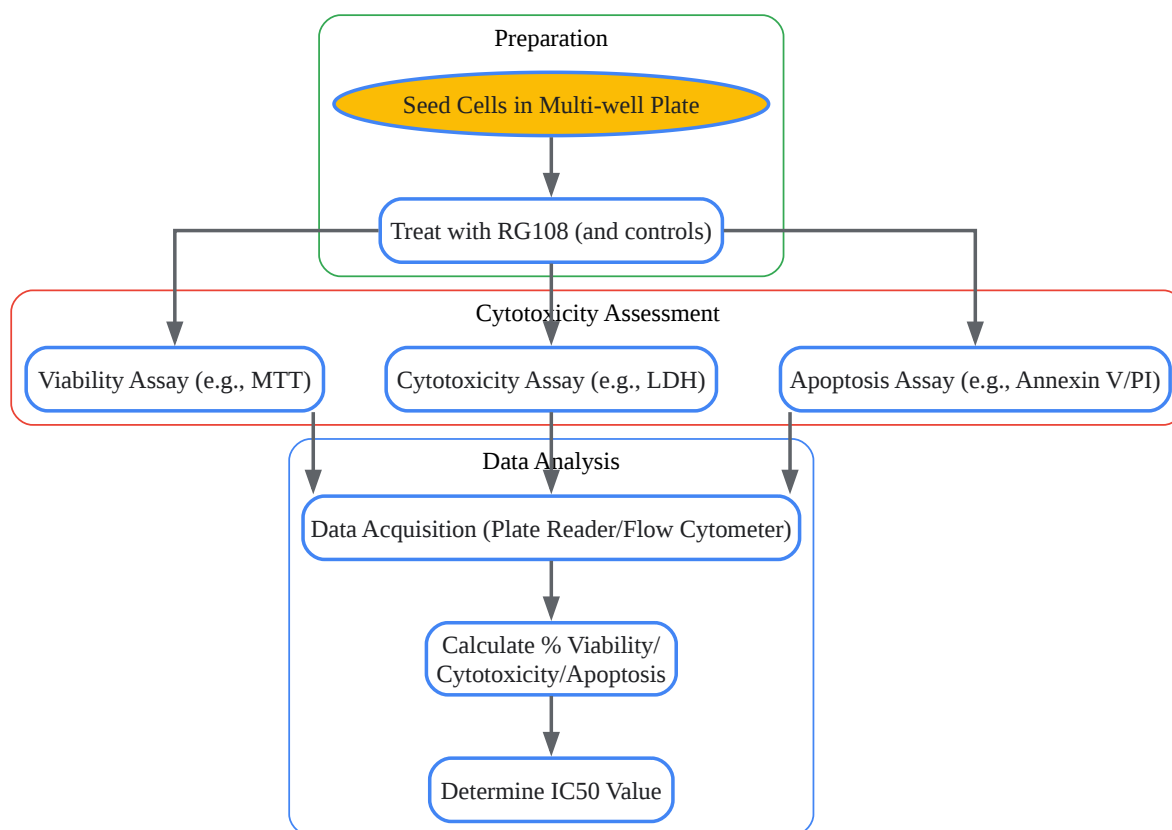 Preparation
Seed Cells in Multi-well Plate
Treat with RG108 (and controls)
Cytotoxicity Assessment
Viability Assay (e.g., MTT)
Cytotoxicity Assay (e.g., LDH)
Apoptosis Assay (e.g., Annexin V/PI)
Data Analysis
Data Acquisition (Plate Reader/Flow Cytometer)
Calculate % Viability/
Cytotoxicity/Apoptosis
Determine IC50 Value